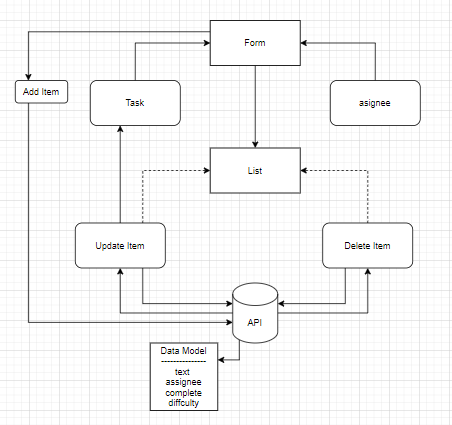 Form
Add Item
Task
asignee
List
Update Item
Delete Item
API
Data Model
---------------
text
assignee
complete
diffculty